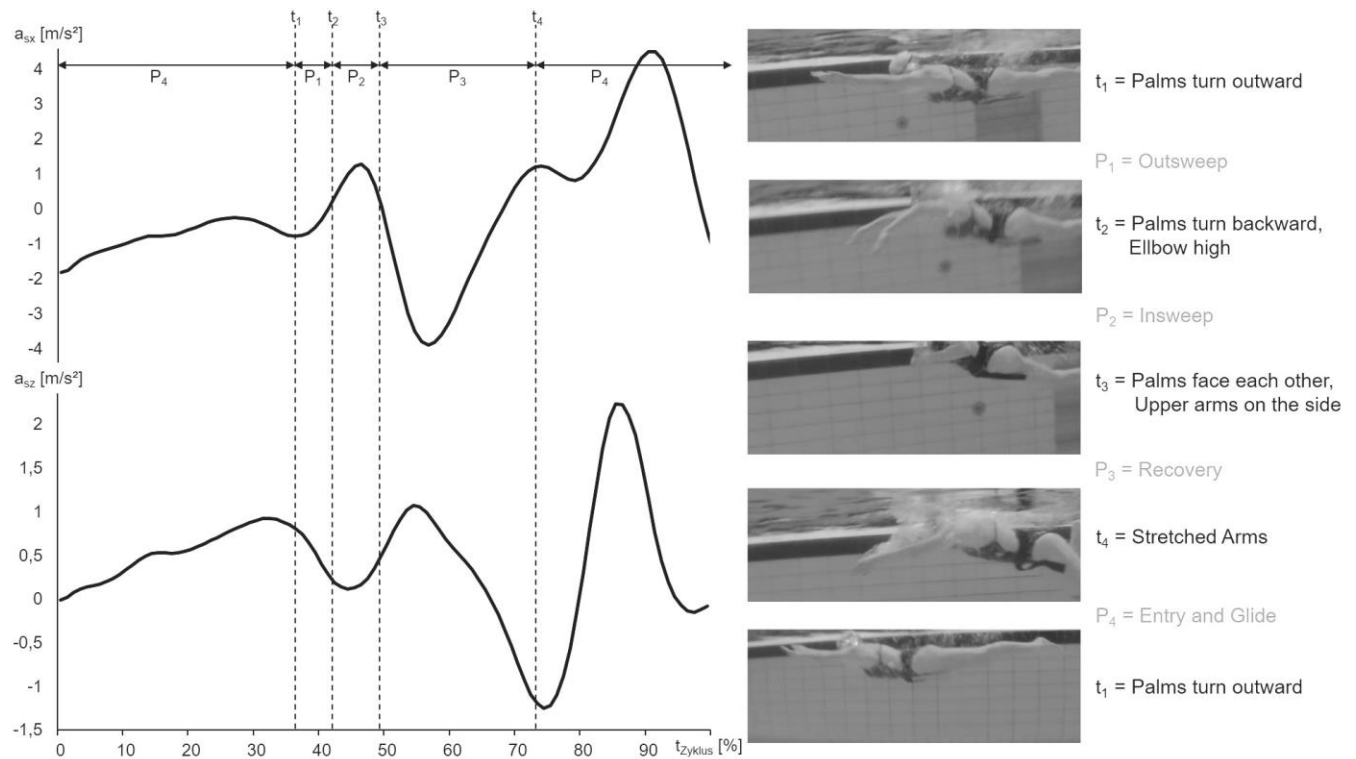 t₁ t₂ t₃ t₄
aₛₓ [m/s²]
P₄ P₁ P₂ P₃ P₄
4
3
2
1
0
-1
-2
-3
-4
a_sz [m/s²]
2
1,5
1
0,5
0
-0,5
-1
-1,5
0 10 20 30 40 50 60 70 80 90 t_Zyklus [%]
t₁ = Palms turn outward
P₁ = Outsweep
t₂ = Palms turn backward,
Ellbow high
P₂ = Insweep
t₃ = Palms face each other,
Upper arms on the side
P₃ = Recovery
t₄ = Stretched Arms
P₄ = Entry and Glide
t₁ = Palms turn outward